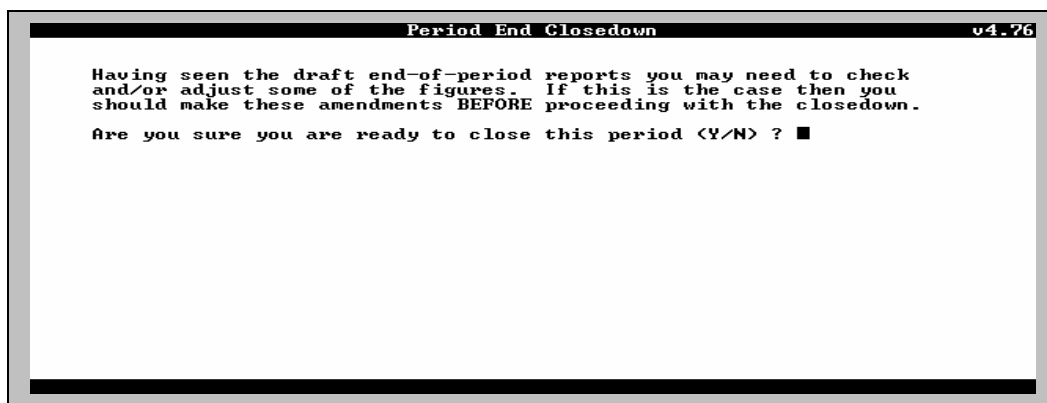 Period End Closedown v4.76
Having seen the draft end-of-period reports you may need to check
and/or adjust some of the figures. If this is the case then you
should make these amendments BEFORE proceeding with the closedown.
Are you sure you are ready to close this period (Y/N) ?